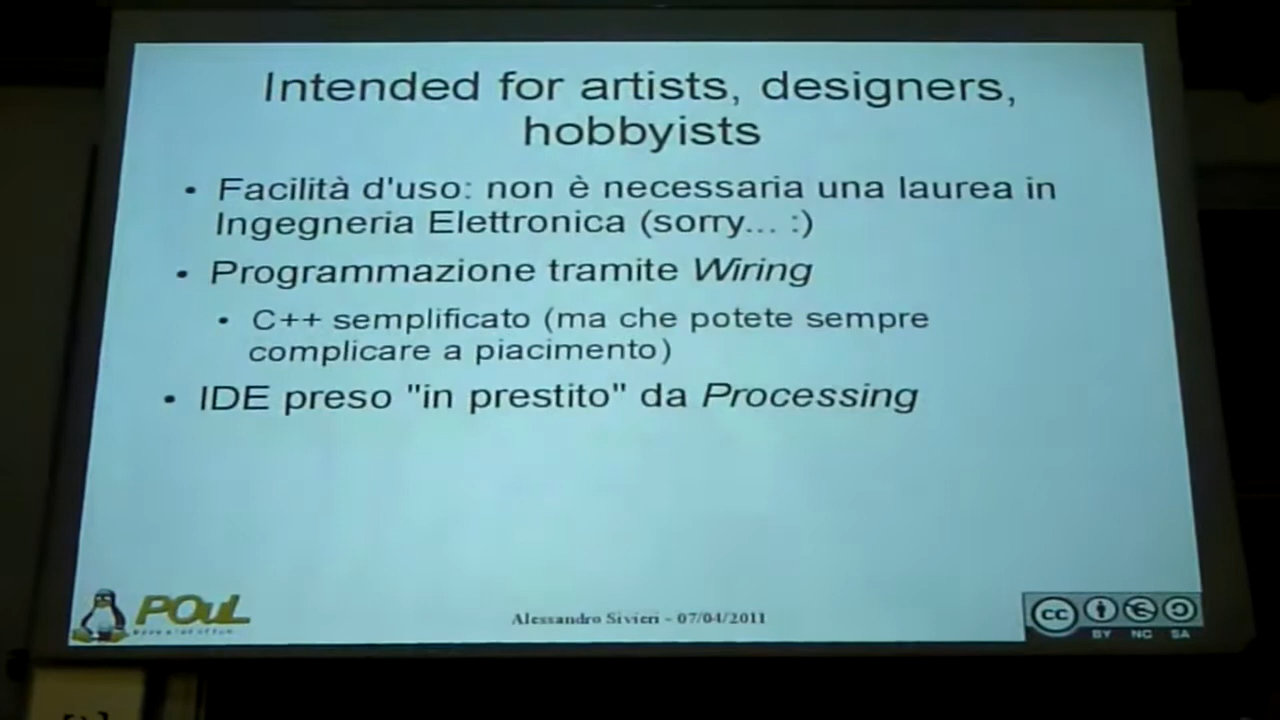 Intended for artists, designers,
hobbyists
• Facilità d'uso: non è necessaria una laurea in
Ingegneria Elettronica (sorry... :)
• Programmazione tramite Wiring
• C++ semplificato (ma che potete sempre
complicare a piacimento)
• IDE preso "in prestito" da Processing
POuL
Alessandro Sivieri - 07/04/2011
cc
BY NC SA